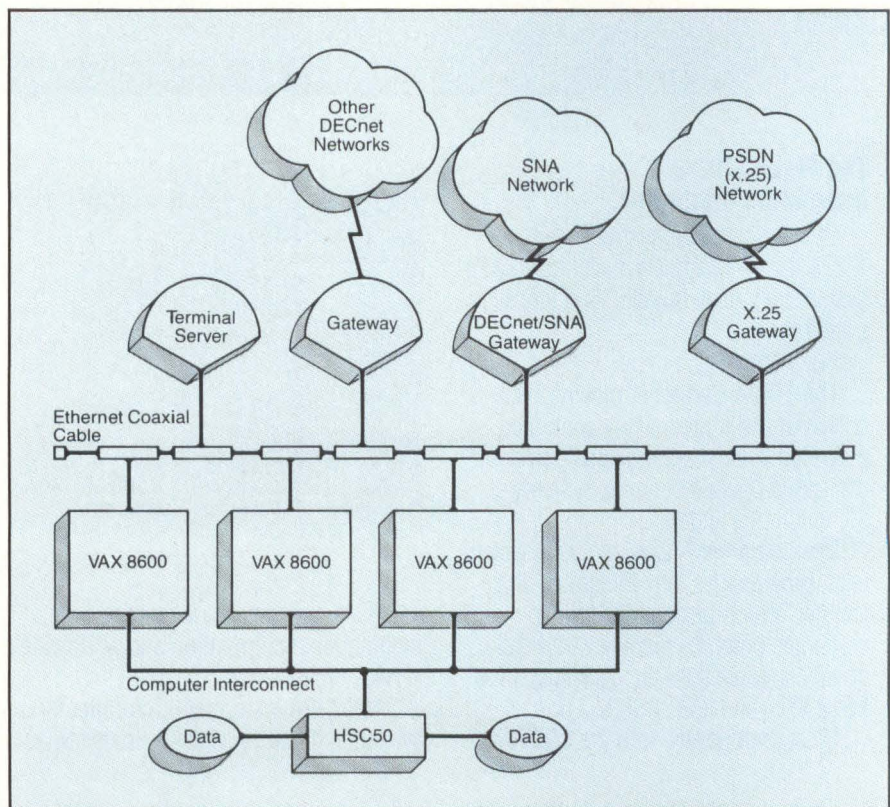 Other
DECnet
Networks
SNA
Network
PSDN
(x.25)
Network
Terminal
Server
Gateway
DECnet/SNA
Gateway
X.25
Gateway
Ethernet Coaxial
Cable
VAX 8600
VAX 8600
VAX 8600
VAX 8600
Computer Interconnect
Data
HSC50
Data